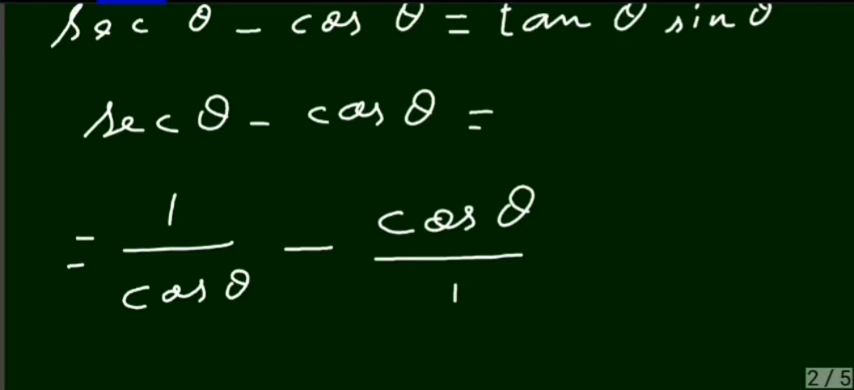 sec θ - cos θ = tan θ sin θ
sec θ - cos θ =
= 1/cos θ - cos θ/1
2/5